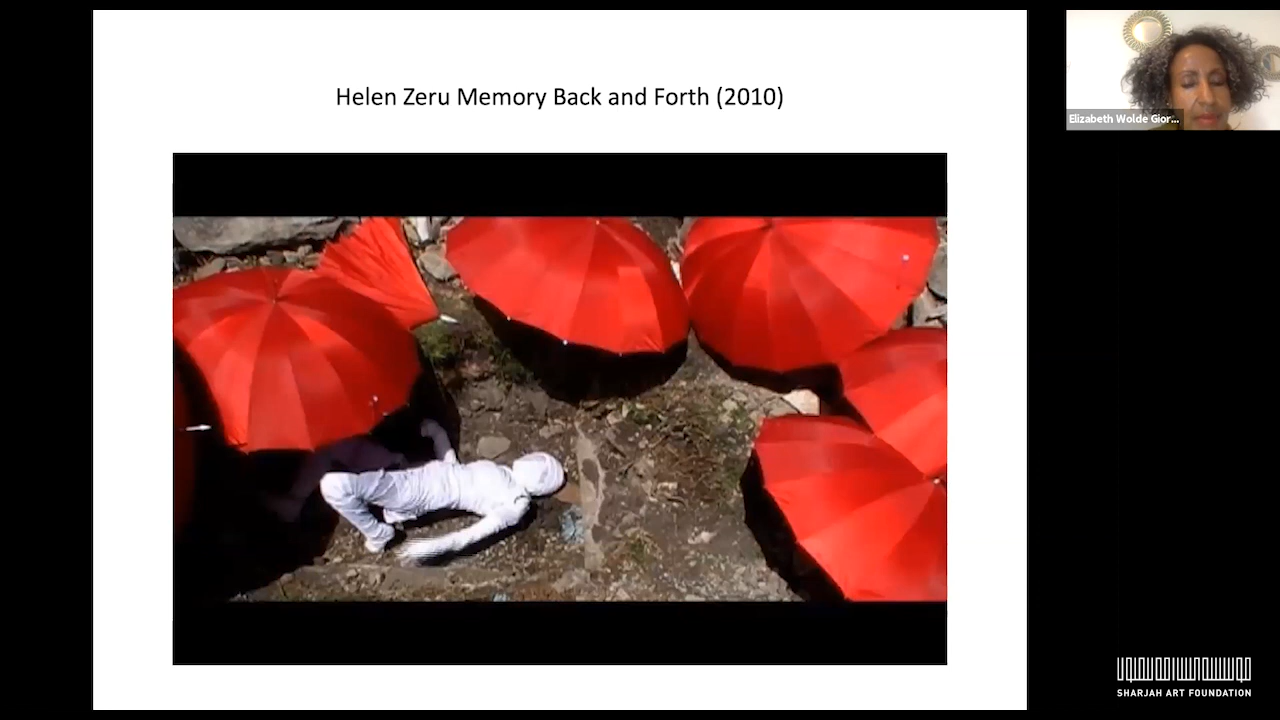 Helen Zeru Memory Back and Forth (2010)
Elizabeth Wolde Gior...
SHARJAH ART FOUNDATION